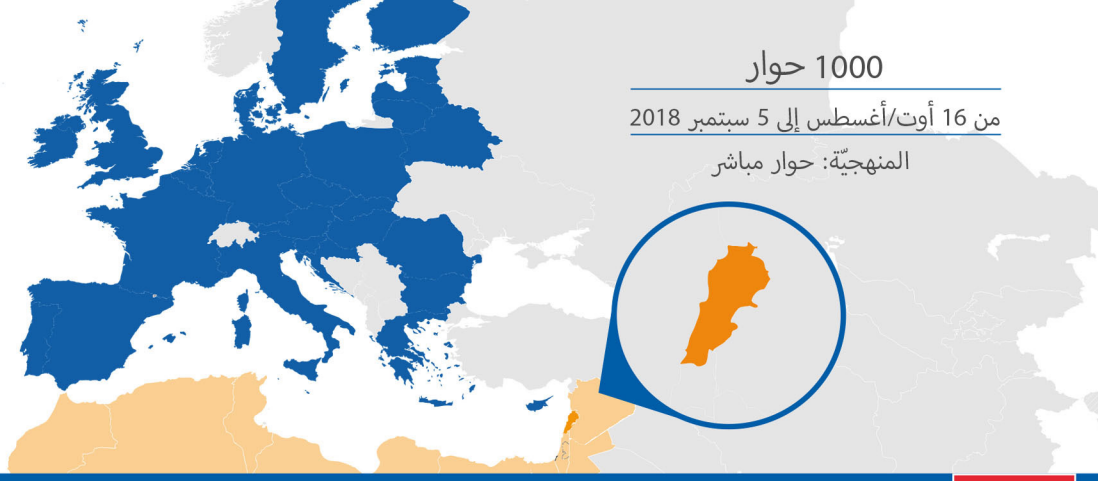 1000 حوار
من 16 أوت/أغسطس إلى 5 سبتمبر 2018
المنهجيّة: حوار مباشر